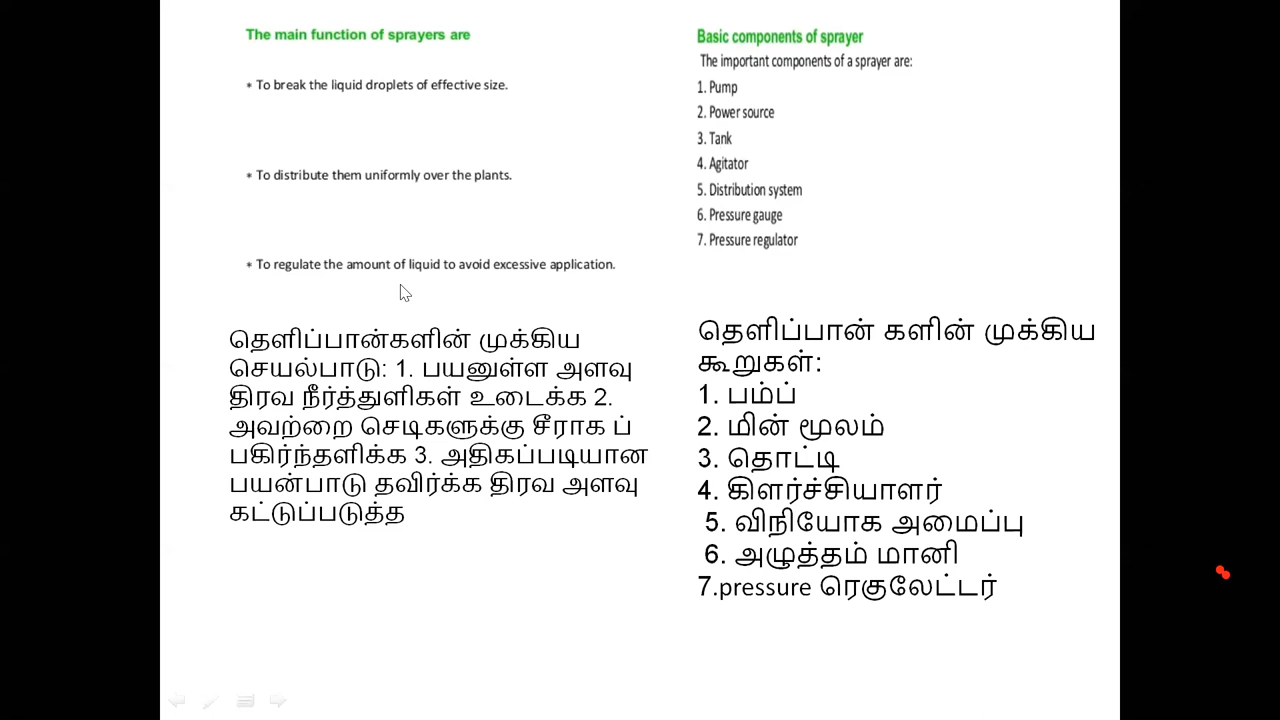 The main function of sprayers are
* To break the liquid droplets of effective size.
* To distribute them uniformly over the plants.
* To regulate the amount of liquid to avoid excessive application.
தெளிப்பான்களின் முக்கிய
செயல்பாடு: 1. பயனுள்ள அளவு
திரவ நீர்த்துளிகள் உடைக்க 2.
அவற்றை செடிகளுக்கு சீராக ப்
பகிர்ந்தளிக்க 3. அதிகப்படியான
பயன்பாடு தவிர்க்க திரவ அளவு
கட்டுப்படுத்த
Basic components of sprayer
The important components of a sprayer are:
1. Pump
2. Power source
3. Tank
4. Agitator
5. Distribution system
6. Pressure gauge
7. Pressure regulator
தெளிப்பான் களின் முக்கிய
கூறுகள்:
1. பம்ப்
2. மின் மூலம்
3. தொட்டி
4. கிளர்ச்சியாளர்
5. விநியோக அமைப்பு
6. அழுத்தம் மானி
7.pressure ரெகுலேட்டர்